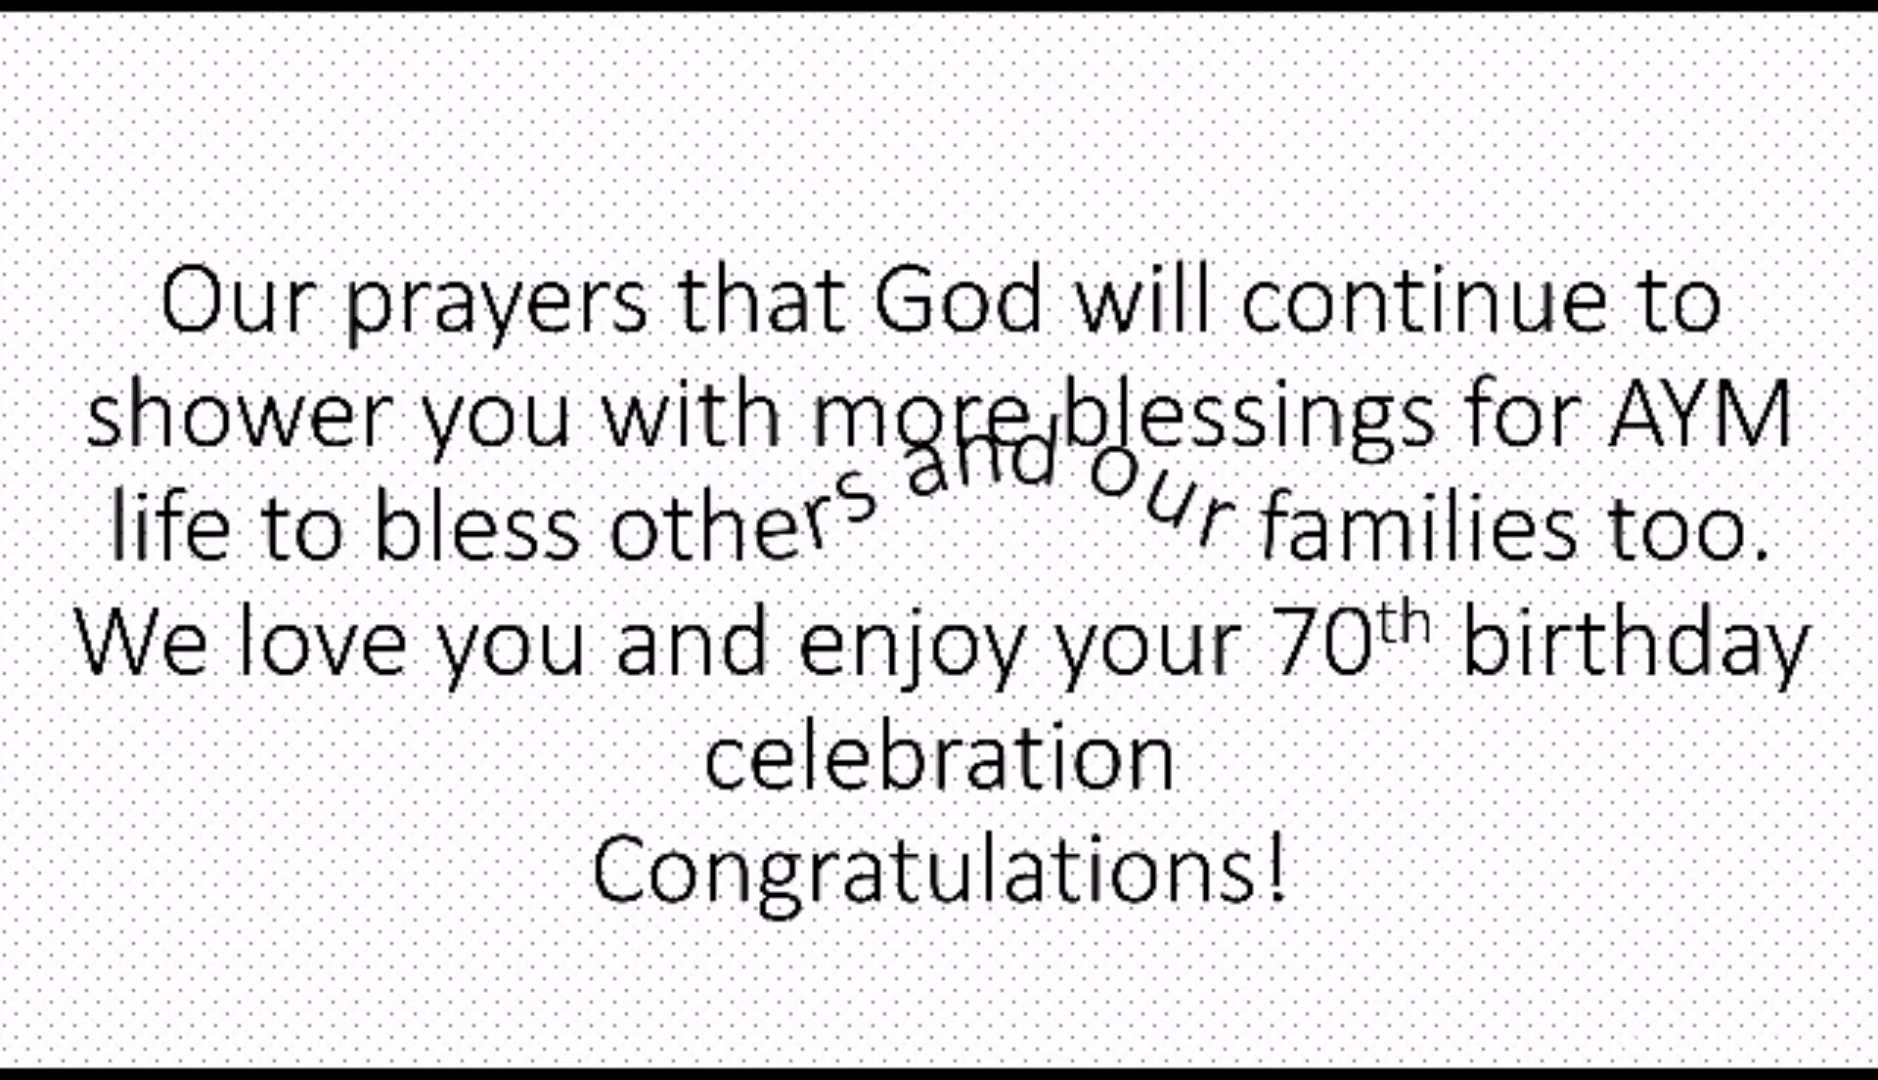 Our prayers that God will continue to
shower you with more blessings for AYM
life to bless others and our families too.
We love you and enjoy your 70th birthday
celebration
Congratulations!